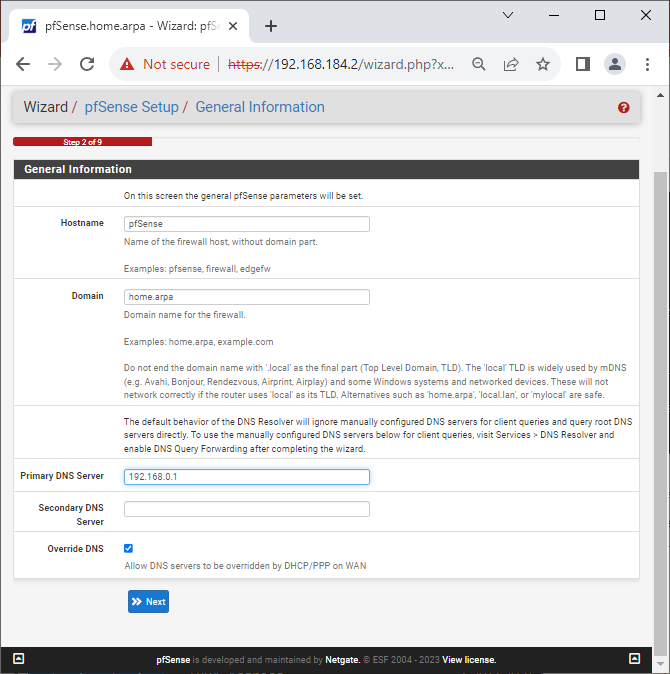 pfSense.home.arpa - Wizard: pfSe
Not secure | https://192.168.184.2/wizard.php?x...
Wizard / pfSense Setup / General Information
Step 2 of 9
General Information
On this screen the general pfSense parameters will be set.
Hostname
pfSense
Name of the firewall host, without domain part.
Examples: pfsense, firewall, edgefw
Domain
home.arpa
Domain name for the firewall.
Examples: home.arpa, example.com
Do not end the domain name with '.local' as the final part (Top Level Domain, TLD). The 'local' TLD is widely used by mDNS
(e.g. Avahi, Bonjour, Rendezvous, Airprint, Airplay) and some Windows systems and networked devices. These will not
network correctly if the router uses 'local' as its TLD. Alternatives such as 'home.arpa', 'local.lan', or 'mylocal' are safe.
The default behavior of the DNS Resolver will ignore manually configured DNS servers for client queries and query root DNS
servers directly. To use the manually configured DNS servers below for client queries, visit Services > DNS Resolver and
enable DNS Query Forwarding after completing the wizard.
Primary DNS Server
192.168.0.1
Secondary DNS
Server
Override DNS
Allow DNS servers to be overridden by DHCP/PPP on WAN
Next
pfSense is developed and maintained by Netgate. © ESF 2004 - 2023 View license.